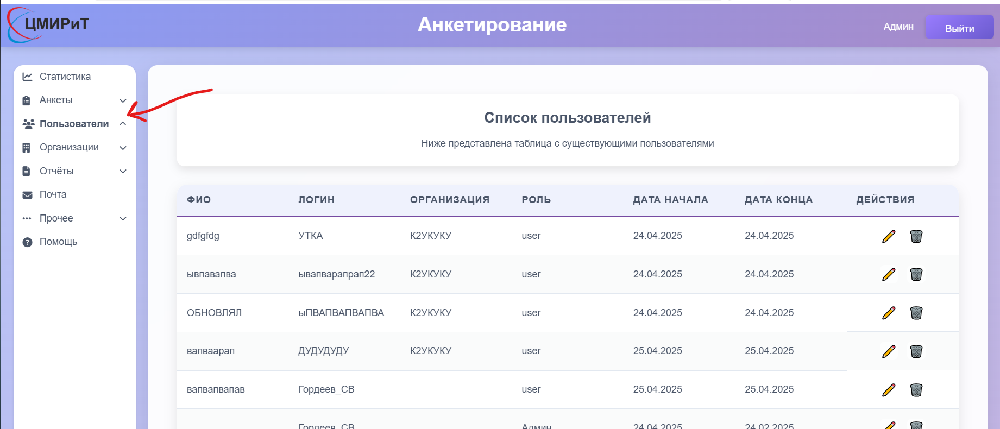 ЦМИРиТ
Анкетирование
Админ
Выйти
Статистика
Анкеты
Пользователи
Организации
Отчёты
Почта
Прочее
Помощь
Список пользователей
Ниже представлена таблица с существующими пользователями
ФИО ЛОГИН ОРГАНИЗАЦИЯ РОЛЬ ДАТА НАЧАЛА ДАТА КОНЦА ДЕЙСТВИЯ
gdfgfdg УТКА К2УКУКУ user 24.04.2025 24.04.2025
ывпавапва ывапварапрап22 К2УКУКУ user 24.04.2025 24.04.2025
ОБНОВЛЯЛ ыПВАПВАПВАПВА К2УКУКУ user 24.04.2025 24.04.2025
вапваарап ДУДУДУДУ К2УКУКУ user 25.04.2025 25.04.2025
вапвапвапав Гордеев_СВ user 25.04.2025 25.04.2025
Гордеев_СВ Админ 24.04.2025 24.02.2025